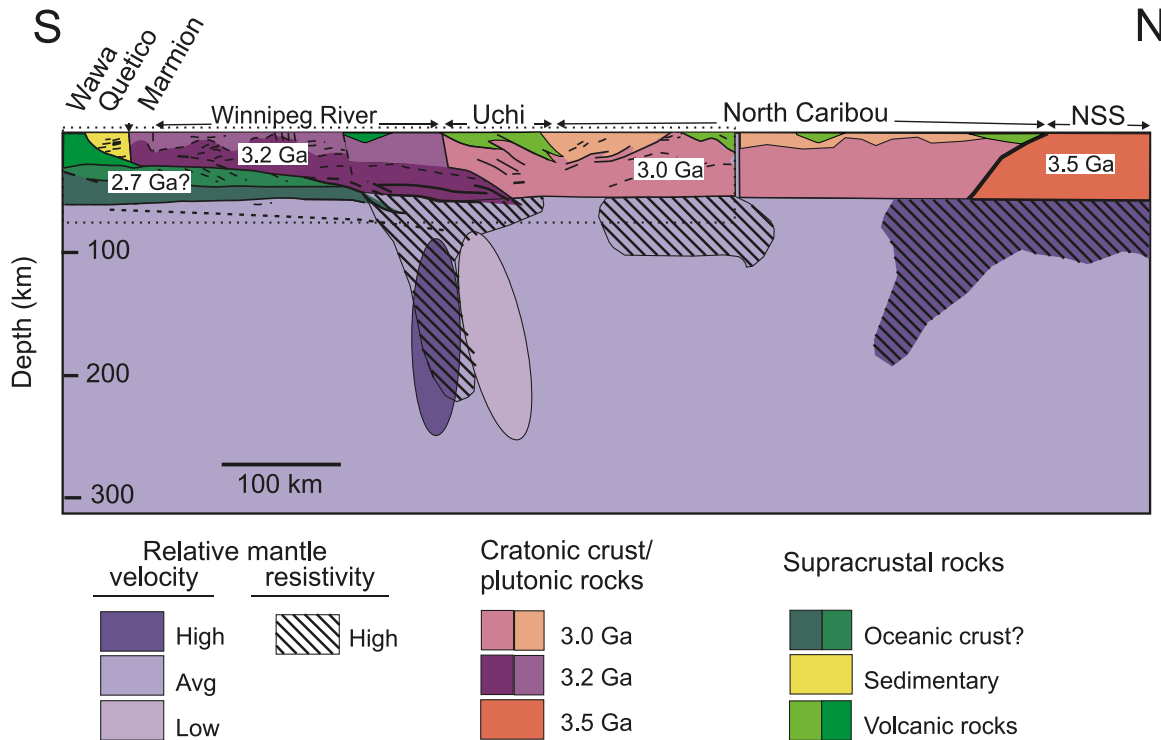 S
N
Wawa
Quetico
Marmion
Winnipeg River
Uchi
North Caribou
NSS
3.2 Ga
2.7 Ga?
3.0 Ga
3.5 Ga
Depth (km)
100
200
300
100 km
Relative mantle
velocity
resistivity
High
Avg
Low
High
Cratonic crust/
plutonic rocks
3.0 Ga
3.2 Ga
3.5 Ga
Supracrustal rocks
Oceanic crust?
Sedimentary
Volcanic rocks